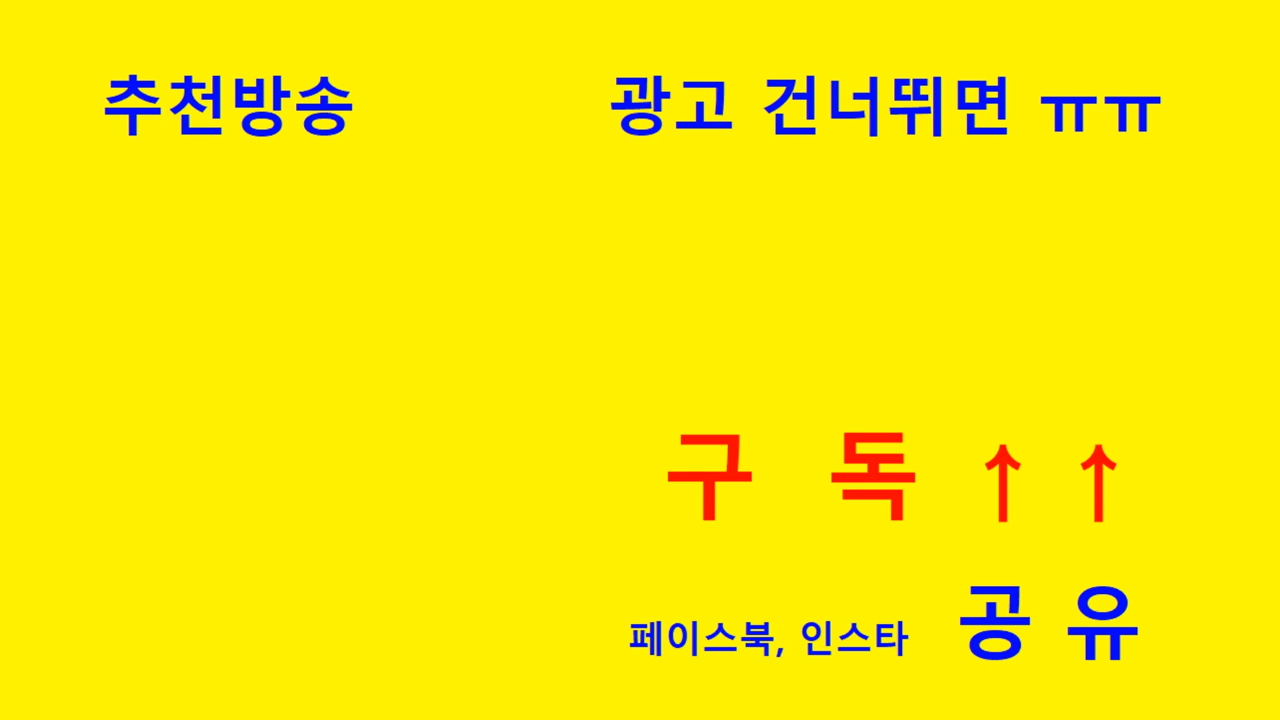 추천방송
광고 건너뛰면 ㅠㅠ
구 독 ↑ ↑
페이스북, 인스타 공 유